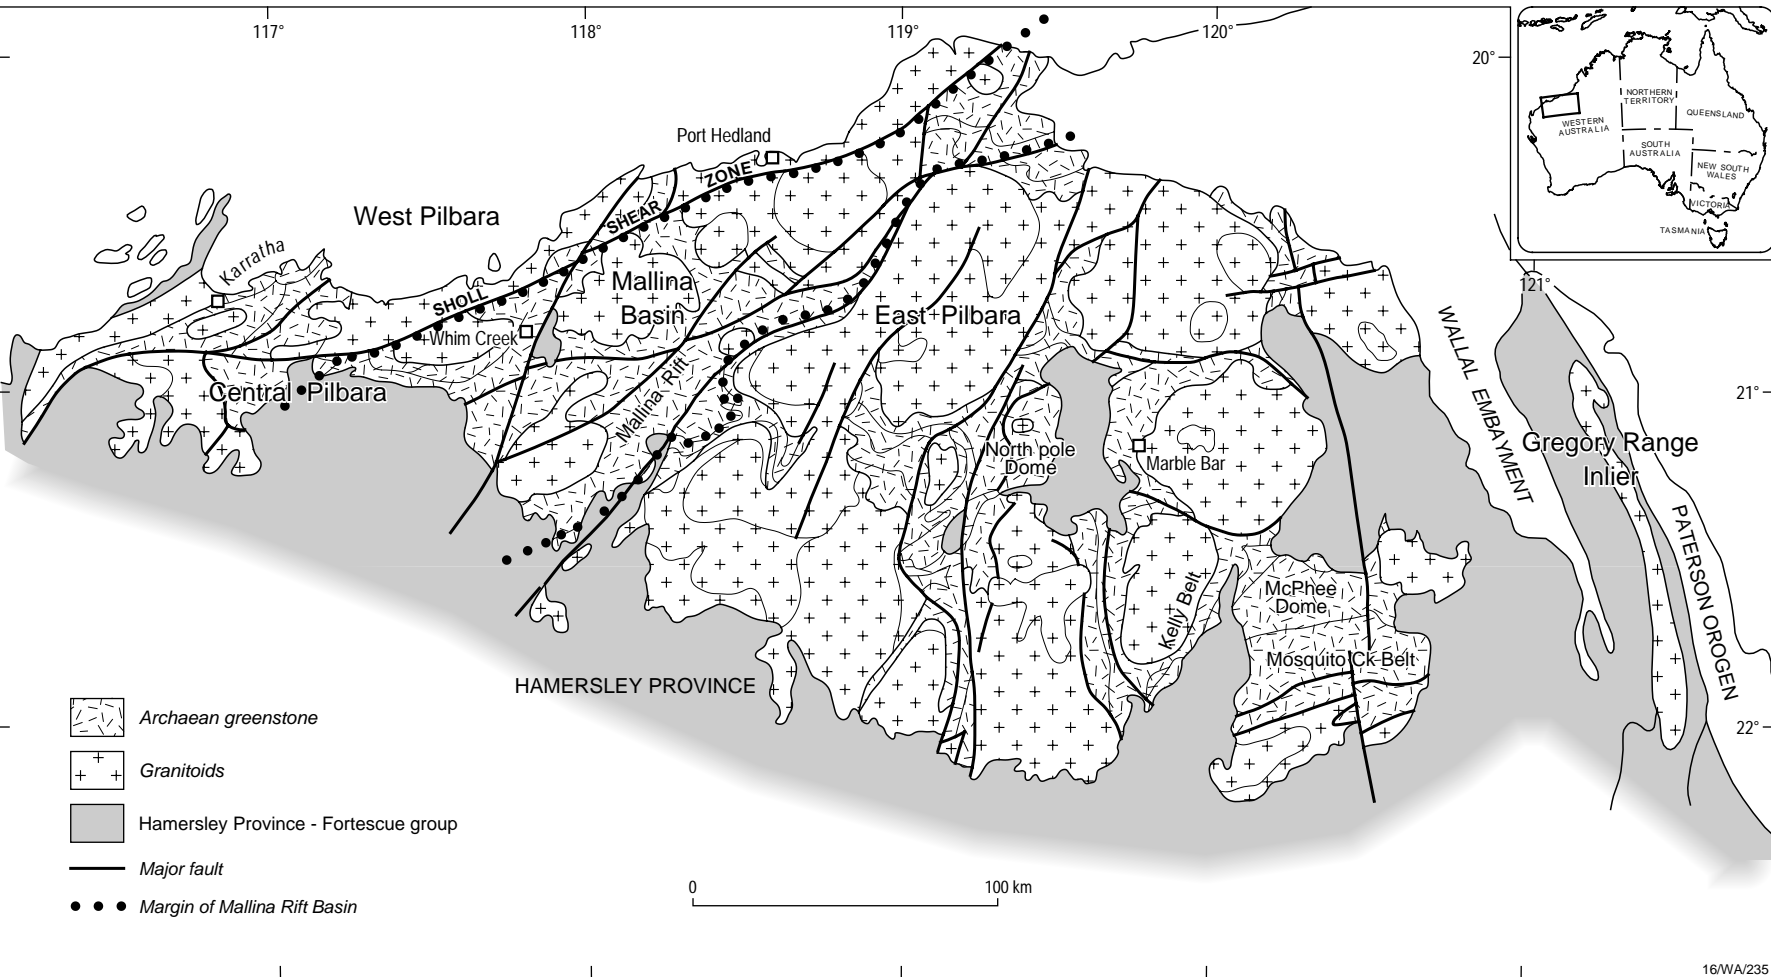 117°
118°
119°
120°
20°
NORTHERN
TERRITORY
QUEENSLAND
WESTERN
AUSTRALIA
SOUTH
AUSTRALIA
NEW SOUTH
WALES
VICTORIA
TASMANIA
Port Hedland
ZONE
SHEAR
SHOLL
West Pilbara
Karratha
Mallina
Basin
East Pilbara
121°
Whim Creek
Central Pilbara
Mallina Rift
WALLAL EMBAYMENT
21°
North pole
Dome
Marble Bar
Gregory Range
Inlier
PATERSON OROGEN
Kelly Belt
McPhee
Dome
Mosquito Ck Belt
HAMERSLEY PROVINCE
22°
Archaean greenstone
Granitoids
Hamersley Province - Fortescue group
Major fault
Margin of Mallina Rift Basin
0 100 km
16/WA/235